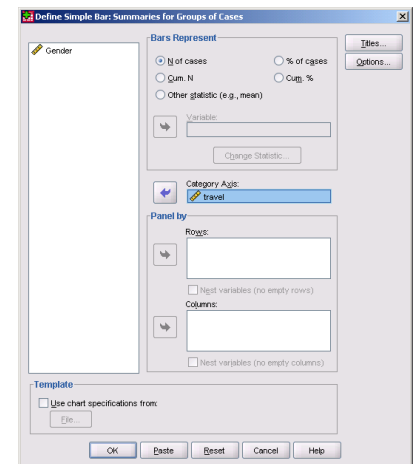 Define Simple Bar: Summaries for Groups of Cases
Gender
Bars Represent
N of cases
% of cases
Cum. N
Cum. %
Other statistic (e.g., mean)
Variable:
Change Statistic...
Titles...
Options...
Category Axis:
travel
Panel by
Rows:
Nest variables (no empty rows)
Columns:
Nest variables (no empty columns)
Template
Use chart specifications from:
File...
OK
Paste
Reset
Cancel
Help